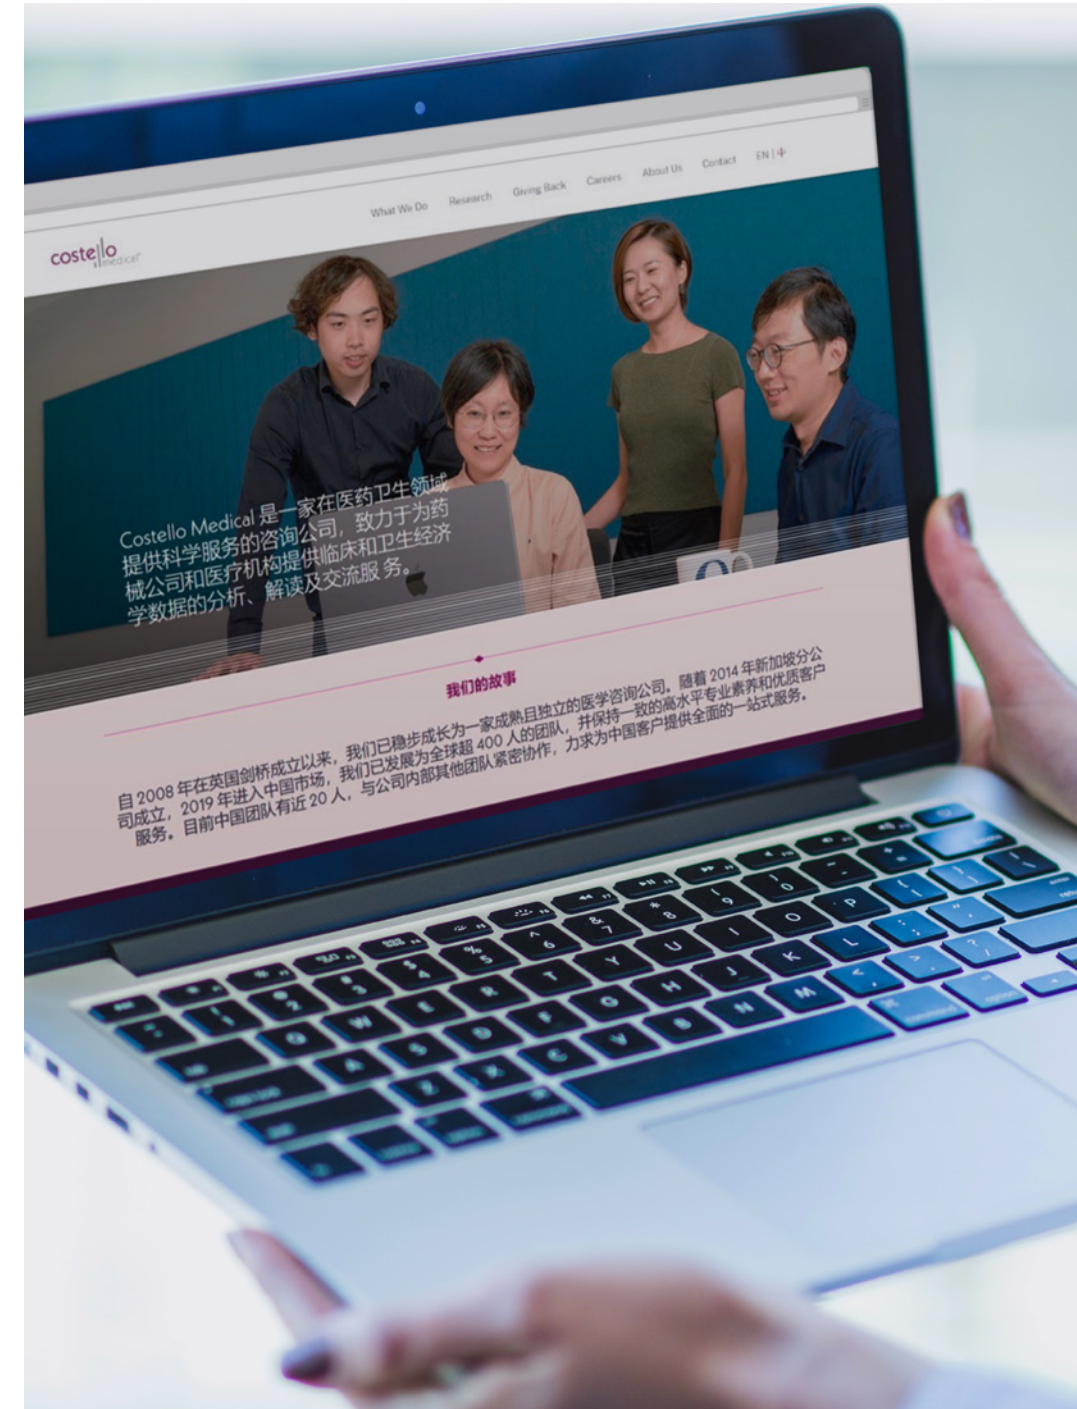 What We Do Research Giving Back Careers About Us Contact EN | 中
costello
medical
Costello Medical 是一家在医药卫生领域
提供科学服务的咨询公司，致力于为药
械公司和医疗机构提供临床和卫生经济
学数据的分析、解读及交流服 务。
我们的故事
自 2008 年在英国剑桥成立以来，我们已稳步成长为一家成熟且独立的医学咨询公司。随着 2014 年新加坡分公
司成立，2019 年进入中国市场，我们已发展为全球超 400 人的团队，并保持一致的高水平专业素养和优质客户
服务。目前中国团队有近 20 人，与公司内部其他团队紧密协作，力求为中国客户提供全面的一站式服务。
% & * ( )
4 5 6 7 8 9 0
Q W E R T Y U I O P
A S D F G H J K L
Z X C V B N M
command option